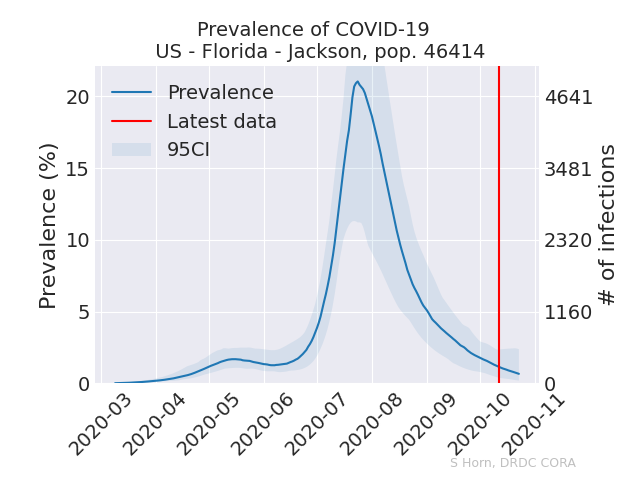 Prevalence of COVID-19
US - Florida - Jackson, pop. 46414
Prevalence
Latest data
95CI
Prevalence (%)
20
15
10
5
0
4641
3481
2320
1160
0
# of infections
2020-03
2020-04
2020-05
2020-06
2020-07
2020-08
2020-09
2020-10
2020-11
S Horn, DRDC CORA